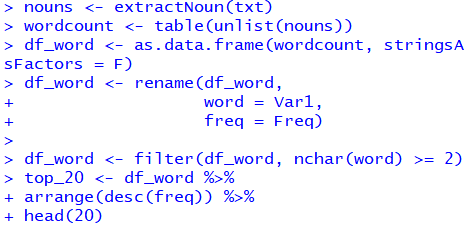 > nouns <- extractNoun(txt)
> wordcount <- table(unlist(nouns))
> df_word <- as.data.frame(wordcount, stringsA
sFactors = F)
> df_word <- rename(df_word,
+                   word = Var1,
+                   freq = Freq)
>
> df_word <- filter(df_word, nchar(word) >= 2)
> top_20 <- df_word %>%
+ arrange(desc(freq)) %>%
+ head(20)